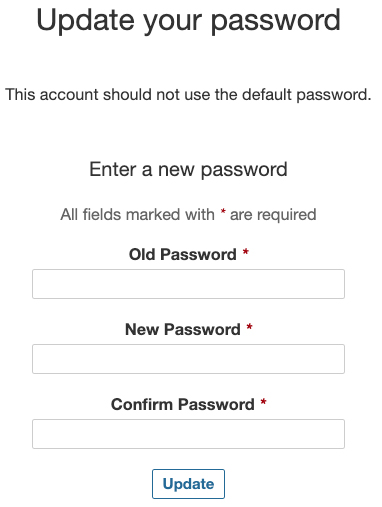 Update your password
This account should not use the default password.
Enter a new password
All fields marked with * are required
Old Password *
New Password *
Confirm Password *
Update